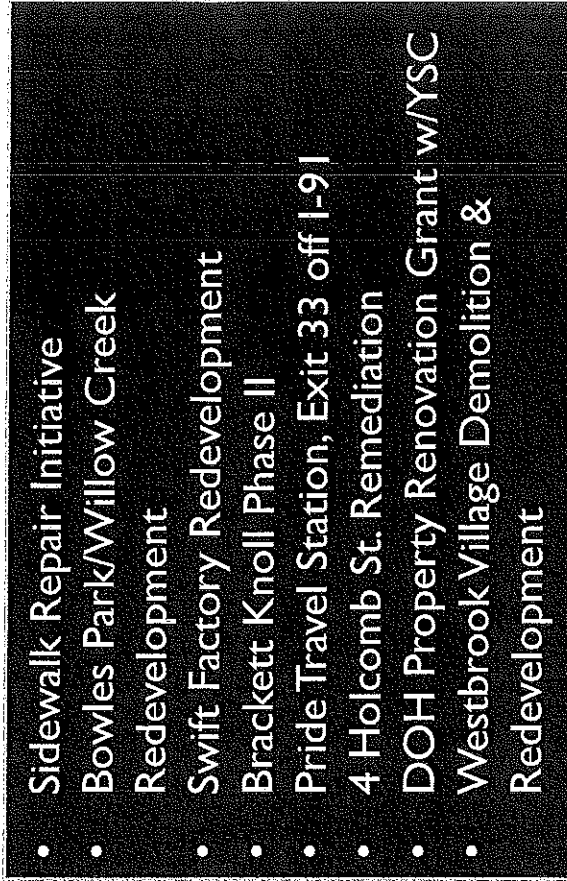 • Sidewalk Repair Initiative
• Bowles Park/Willow Creek
Redevelopment
• Swift Factory Redevelopment
• Brackett Knoll Phase II
• Pride Travel Station, Exit 33 off I-91
• 4 Holcomb St. Remediation
• DOH Property Renovation Grant w/YSC
• Westbrook Village Demolition &
Redevelopment